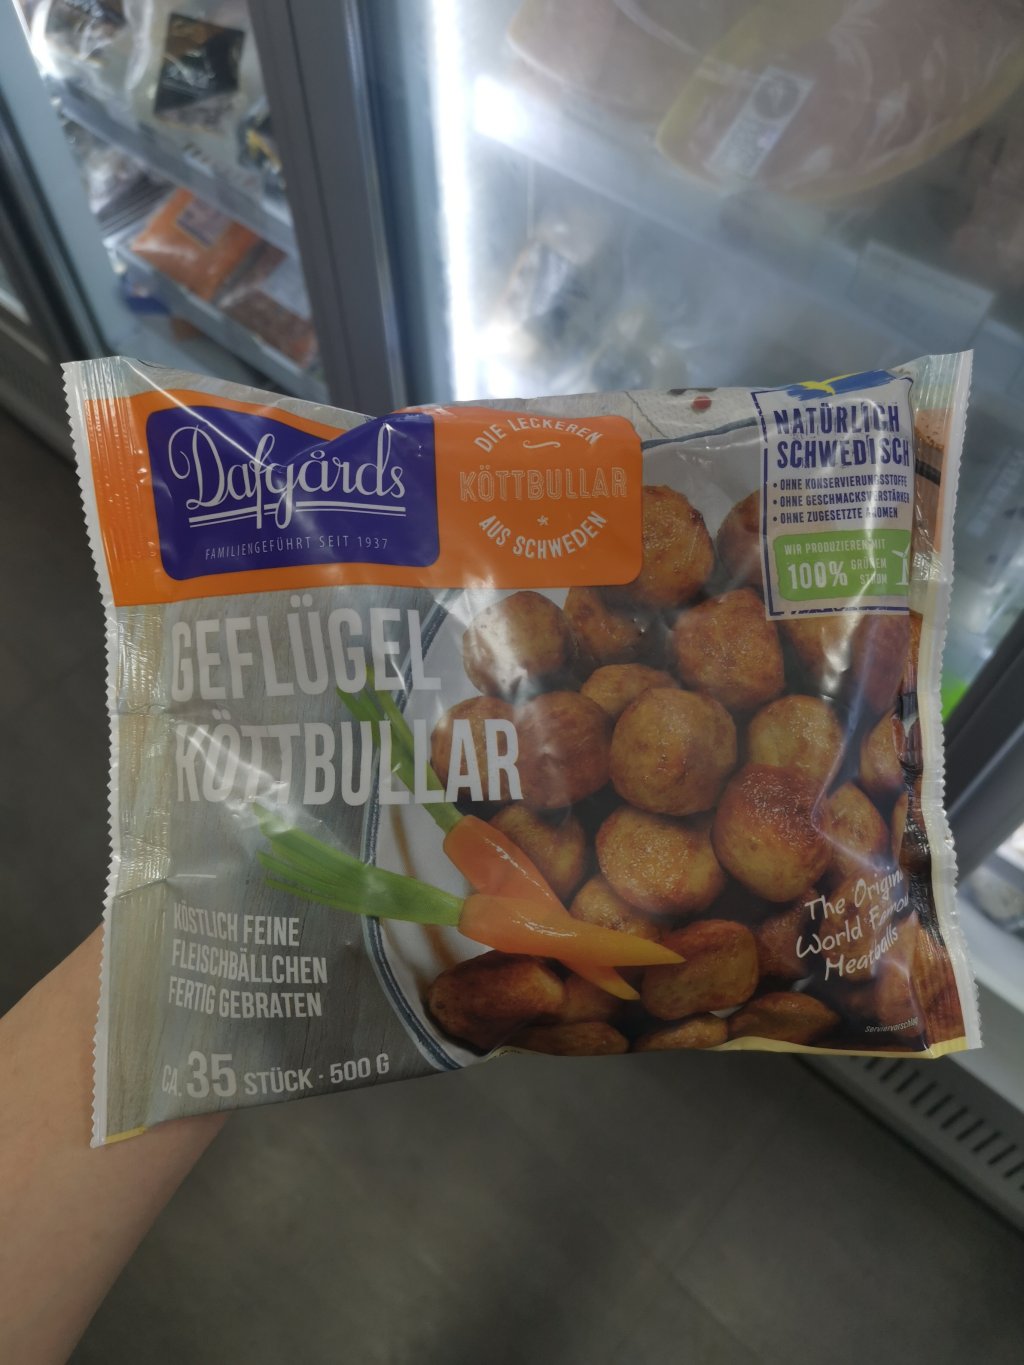 Dafgårds
FAMILIENGEFÜHRT SEIT 1937
DIE LECKEREN
KÖTTBULLAR
AUS SCHWEDEN
NATÜRLICH
SCHWEDISCH
• OHNE KONSERVIERUNGSSTOFFE
• OHNE GESCHMACKSVERSTÄRKER
• OHNE ZUGESETZTE AROMEN
WIR PRODUZIEREN MIT
100% GRÜNEM
STROM
GEFLÜGEL
KÖTTBULLAR
KÖSTLICH FEINE
FLEISCHBÄLLCHEN
FERTIG GEBRATEN
The Original
World Famous
Meatballs
Serviervorschlag
CA. 35 STÜCK · 500 G